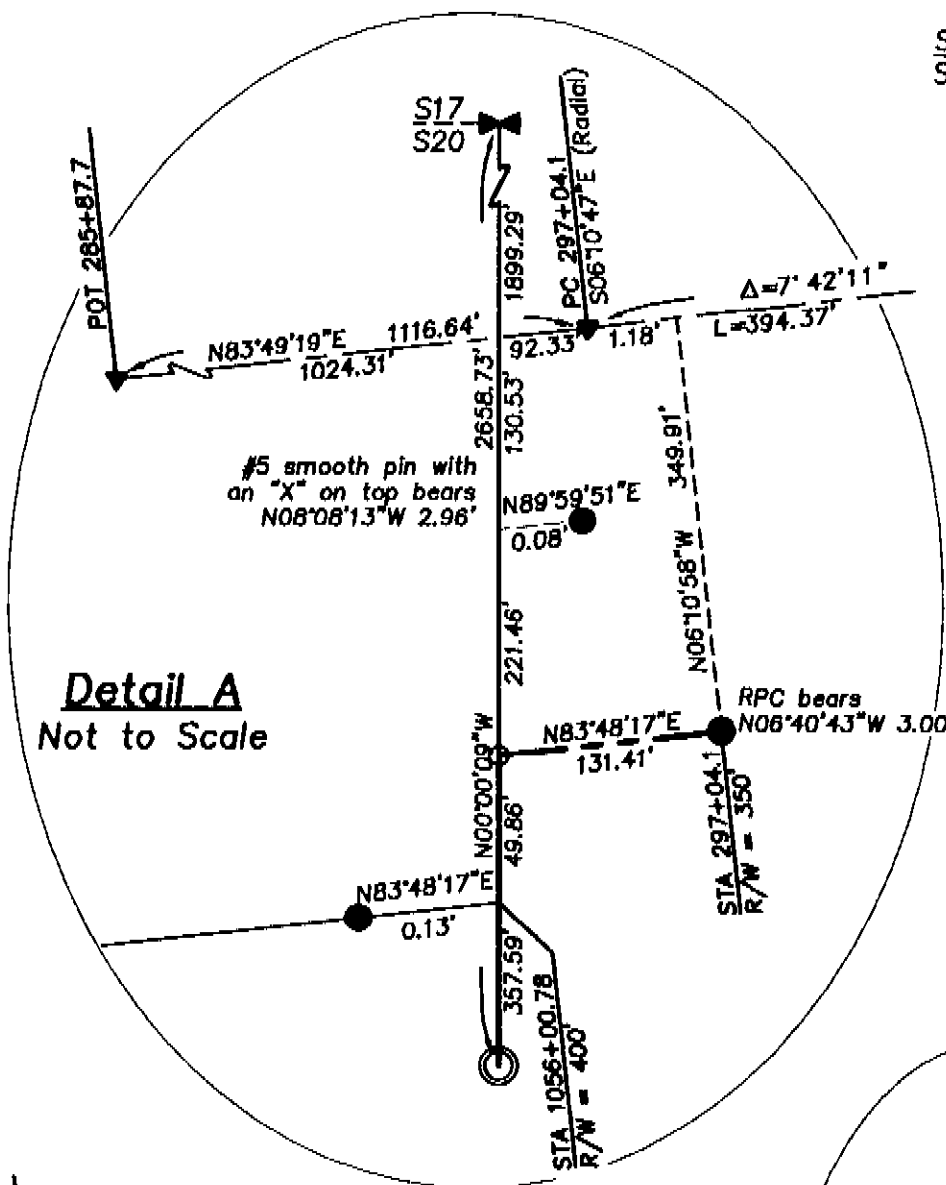 S17
S20
POT 285+87.7
1899.29'
PC 297+04.1
S06°10'47"E (Radial)
Δ=7° 42'11"
L=394.37'
N83°49'19"E
1116.64'
1024.31'
92.33'
1.18'
2658.73'
130.53'
349.91'
#5 smooth pin with
an "X" on top bears
N08°08'13"W 2.96'
N89°59'51"E
0.08'
N06°10'58"W
221.46'
Detail A
Not to Scale
RPC bears
N06°40'43"W 3.00
N83°48'17"E
131.41'
N00°00'09"W
49.86'
STA 297+04.1
R/W = 350'
N83°48'17"E
0.13'
357.59'
STA 1056+00.78
R/W = 400'